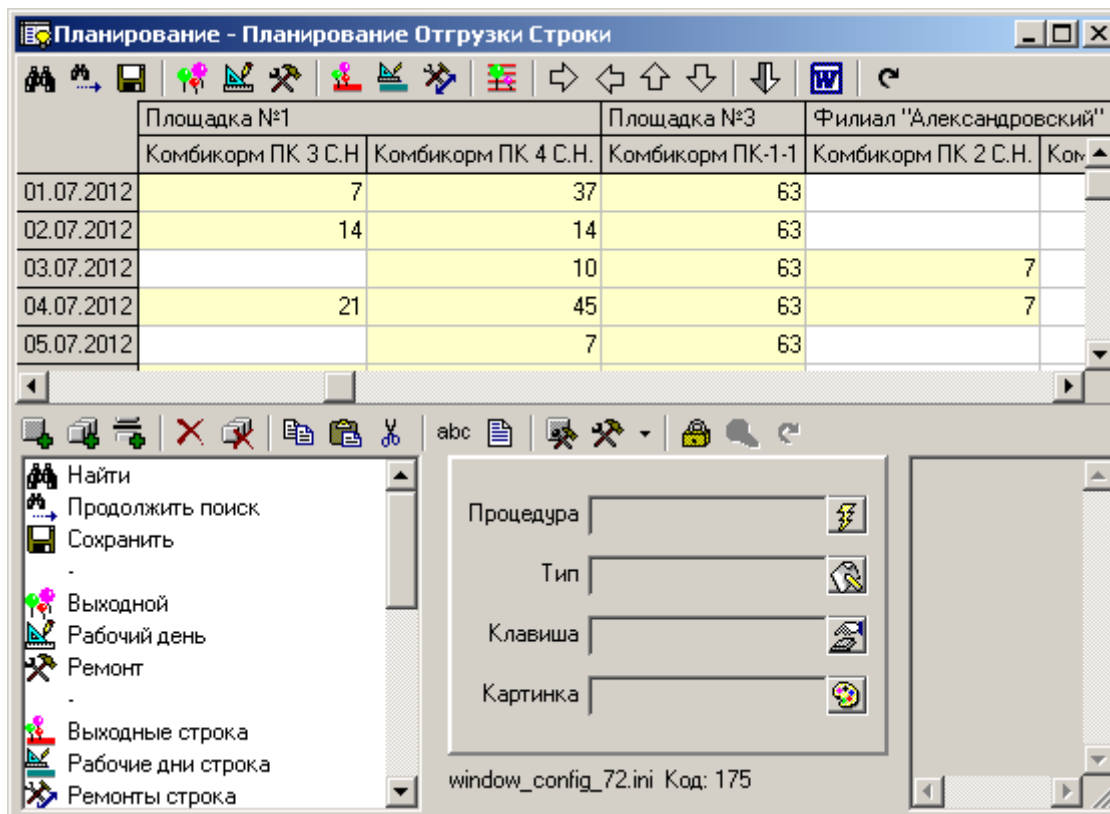 Планирование - Планирование Отгрузки Строки
Площадка №1 Площадка №3 Филиал "Александровский"
Комбикорм ПК 3 С.Н Комбикорм ПК 4 С.Н. Комбикорм ПК-1-1 Комбикорм ПК 2 С.Н. Ком
01.07.2012 7 37 63
02.07.2012 14 14 63
03.07.2012 10 63 7
04.07.2012 21 45 63 7
05.07.2012 7 63
abc
Найти
Продолжить поиск
Сохранить
-
Выходной
Рабочий день
Ремонт
-
Выходные строка
Рабочие дни строка
Ремонты строка
Процедура
Тип
Клавиша
Картинка
window_config_72.ini Код: 175